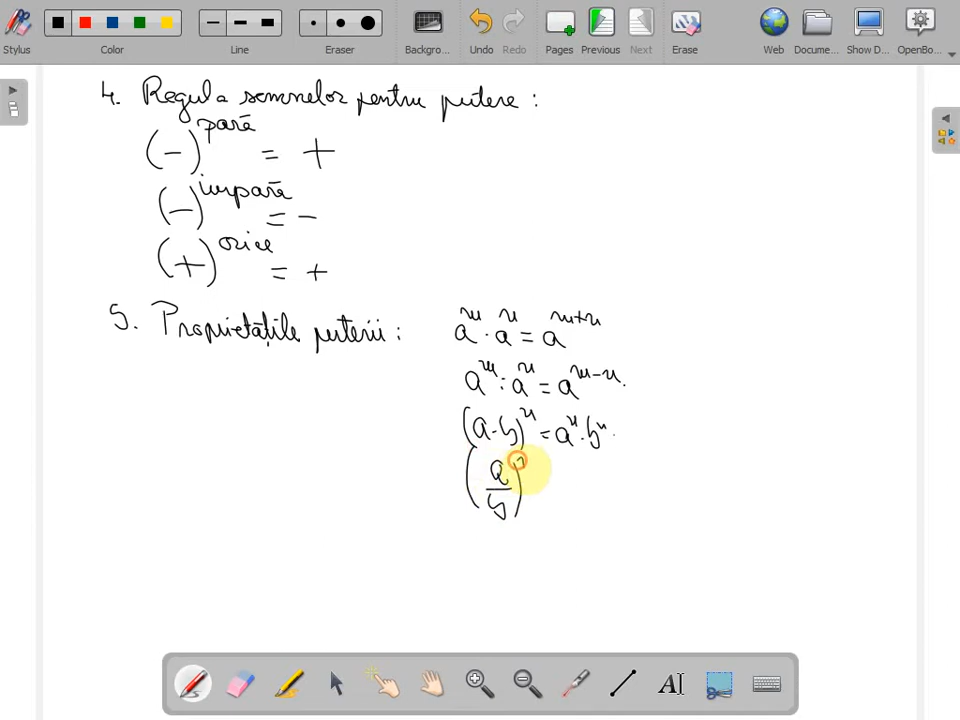 Stylus Color Line Eraser Backgro... Undo Redo Pages Previous Next Erase Web Docume... Show D... OpenBo...
4. Regula semnelor pentru putere :
(−)^pară = +
(−)^impară = −
(+)^orice = +
5. Proprietățile puterii : a^m · a^n = a^m+n
a^m : a^n = a^m−n.
(a·b)^n = a^n · b^n.
(a/b)^n